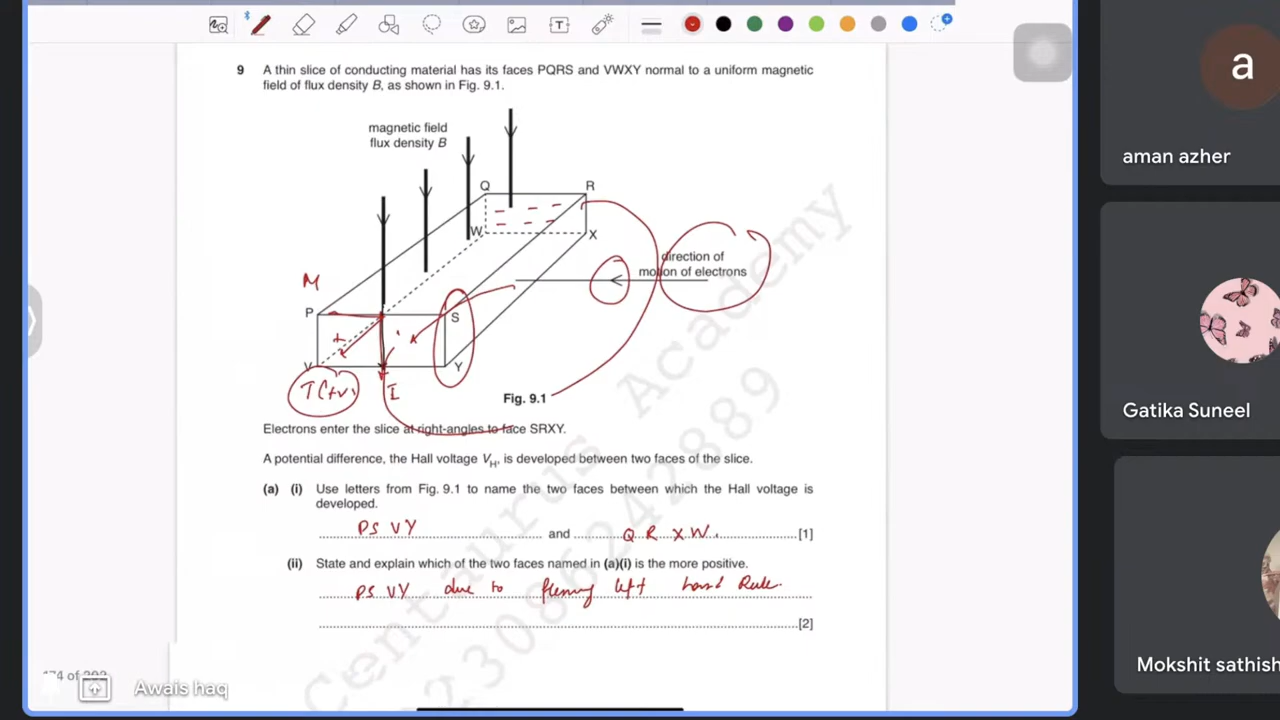 9 A thin slice of conducting material has its faces PQRS and VWXY normal to a uniform magnetic
field of flux density B, as shown in Fig. 9.1.
magnetic field
flux density B
Q
R
W
X
direction of
motion of electrons
M
P
S
V
Y
T(+v)
I
Fig. 9.1
Electrons enter the slice at right-angles to face SRXY.
A potential difference, the Hall voltage VH, is developed between two faces of the slice.
(a) (i) Use letters from Fig. 9.1 to name the two faces between which the Hall voltage is
developed.
PS VY and Q R X W. [1]
(ii) State and explain which of the two faces named in (a)(i) is the more positive.
PS VY due to fleming left hand Rule.
[2]
Centaurus Academy
a
aman azher
Gatika Suneel
Mokshit sathish
Awais haq